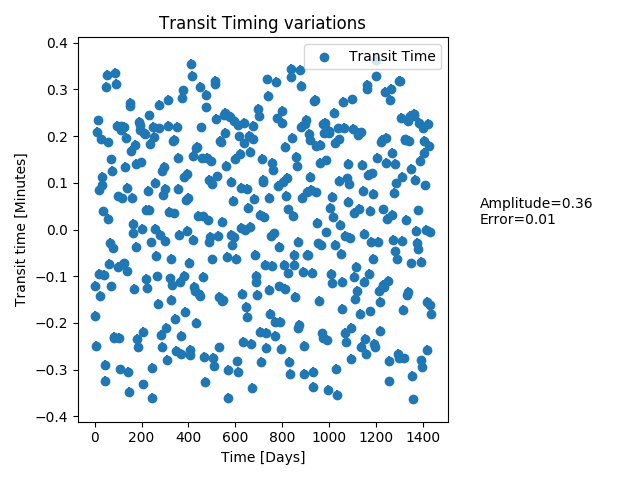 Transit Timing variations
Transit Time
Transit time [Minutes]
0.4
0.3
0.2
0.1
0.0
−0.1
−0.2
−0.3
−0.4
Amplitude=0.36
Error=0.01
0 200 400 600 800 1000 1200 1400
Time [Days]